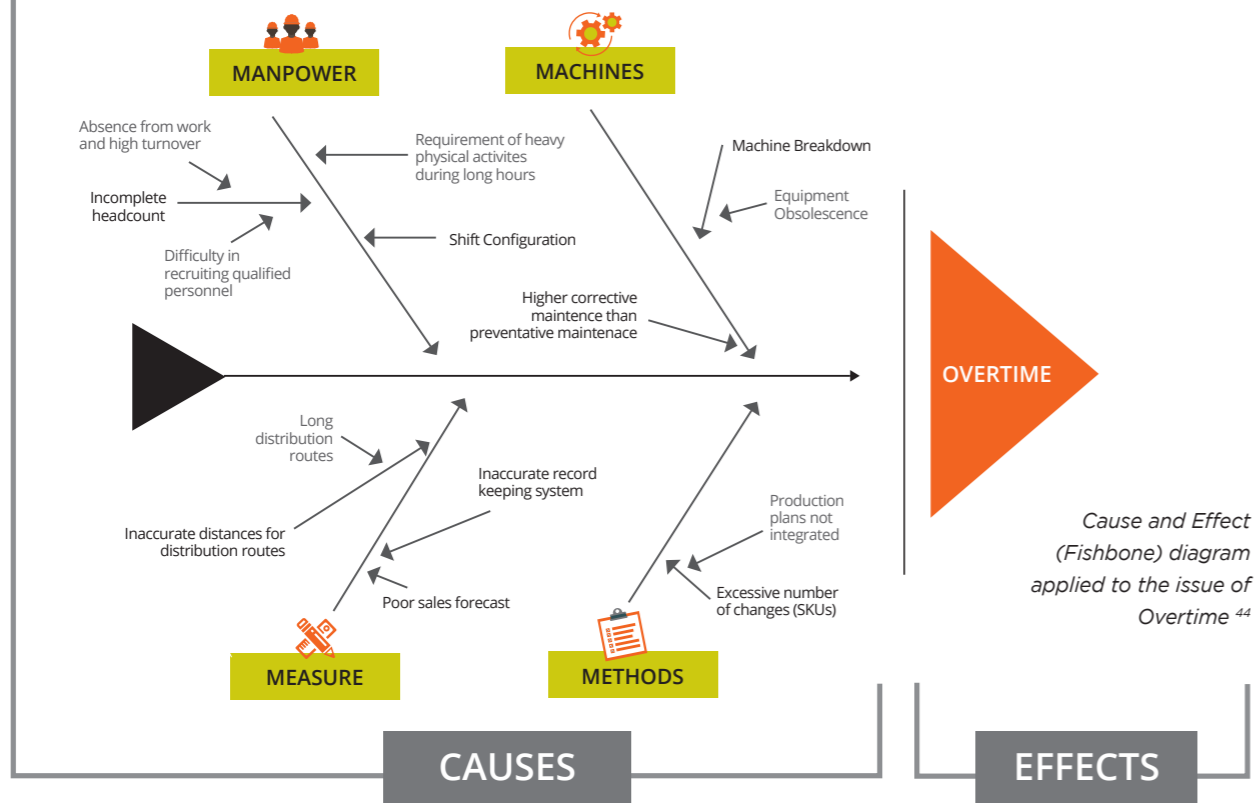 MANPOWER
MACHINES
Absence from work
and high turnover
Requirement of heavy
physical activites
during long hours
Machine Breakdown
Incomplete
headcount
Equipment
Obsolescence
Shift Configuration
Difficulty in
recruiting qualified
personnel
Higher corrective
maintence than
preventative maintenace
OVERTIME
Long
distribution
routes
Inaccurate record
keeping system
Production
plans not
integrated
Inaccurate distances for
distribution routes
Poor sales forecast
Excessive number
of changes (SKUs)
Cause and Effect
(Fishbone) diagram
applied to the issue of
Overtime 44
MEASURE
METHODS
CAUSES
EFFECTS